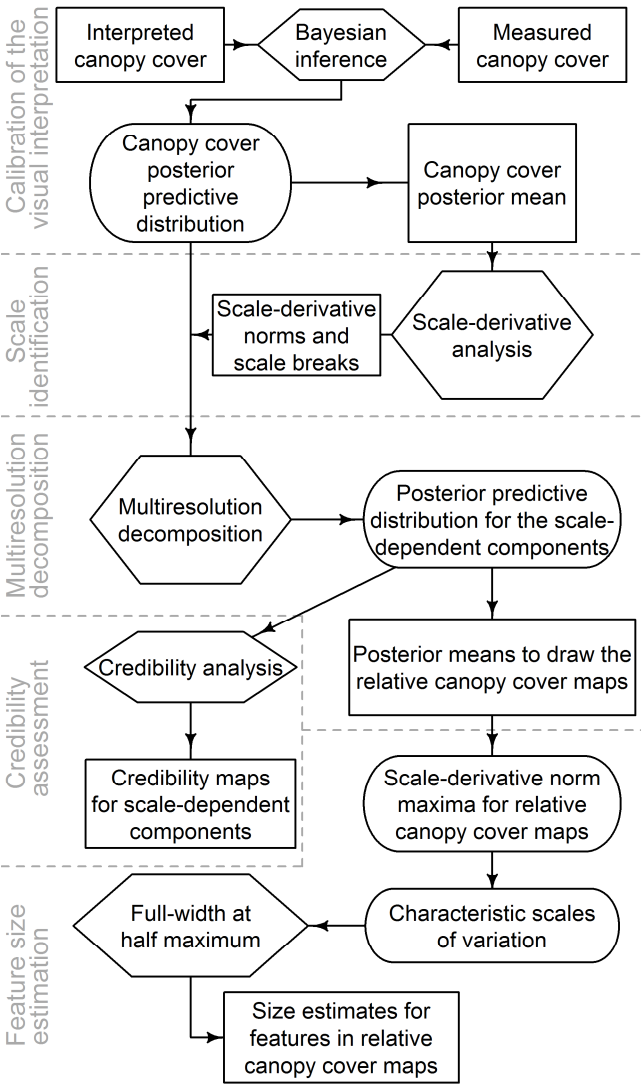 Calibration of the
visual interpretation
Interpreted
canopy cover
Bayesian
inference
Measured
canopy cover
Canopy cover
posterior
predictive
distribution
Canopy cover
posterior mean
Scale
identification
Scale-derivative
norms and
scale breaks
Scale-derivative
analysis
Multiresolution
decomposition
Multiresolution
decomposition
Posterior predictive
distribution for the scale-
dependent components
Credibility
assessment
Credibility analysis
Posterior means to draw the
relative canopy cover maps
Credibility maps
for scale-dependent
components
Scale-derivative norm
maxima for relative
canopy cover maps
Feature size
estimation
Full-width at
half maximum
Characteristic scales
of variation
Size estimates for
features in relative
canopy cover maps